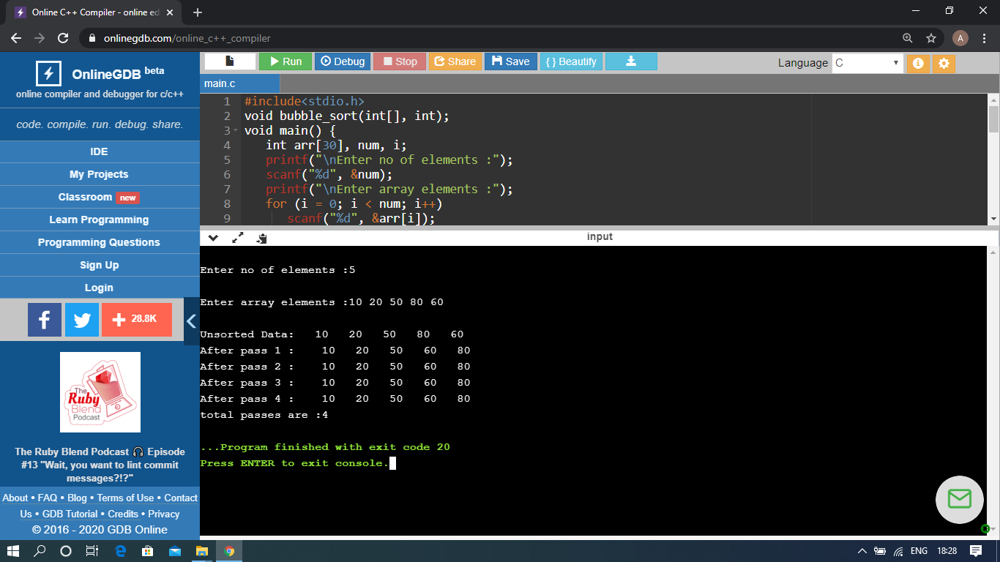 Online C++ Compiler - online ed
onlinegdb.com/online_c++_compiler
OnlineGDB beta
online compiler and debugger for c/c++
code. compile. run. debug. share.
IDE
My Projects
Classroom new
Learn Programming
Programming Questions
Sign Up
Login
28.8K
The
Ruby
Blend
Podcast
The Ruby Blend Podcast 🎧 Episode
#13 "Wait, you want to lint commit
messages?!?"
About • FAQ • Blog • Terms of Use • Contact
Us • GDB Tutorial • Credits • Privacy
© 2016 - 2020 GDB Online
Run Debug Stop Share Save { } Beautify Language C
main.c
1 #include<stdio.h>
2 void bubble_sort(int[], int);
3 void main() {
4 int arr[30], num, i;
5 printf("\nEnter no of elements :");
6 scanf("%d", &num);
7 printf("\nEnter array elements :");
8 for (i = 0; i < num; i++)
9 scanf("%d", &arr[i]);
input
Enter no of elements :5
Enter array elements :10 20 50 80 60
Unsorted Data: 10 20 50 80 60
After pass 1 : 10 20 50 60 80
After pass 2 : 10 20 50 60 80
After pass 3 : 10 20 50 60 80
After pass 4 : 10 20 50 60 80
total passes are :4
...Program finished with exit code 20
Press ENTER to exit console.
A
ENG 18:28